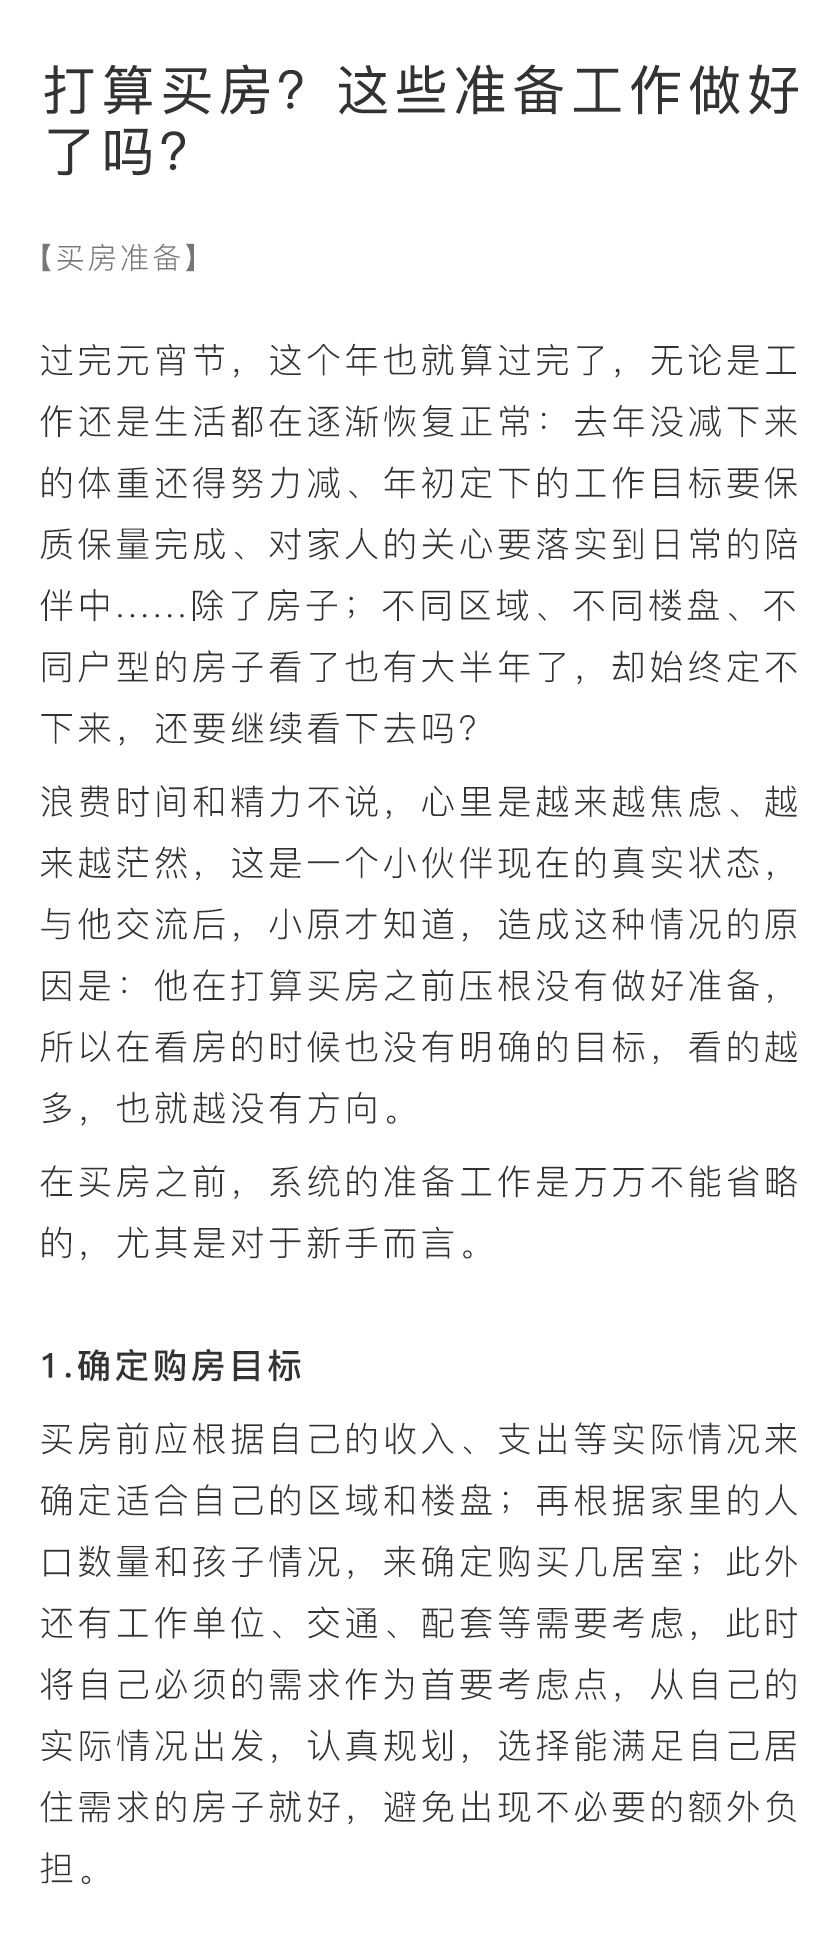 打算买房？这些准备工作做好
了吗？
【买房准备】
过完元宵节，这个年也就算过完了，无论是工
作还是生活都在逐渐恢复正常：去年没减下来
的体重还得努力减、年初定下的工作目标要保
质保量完成、对家人的关心要落实到日常的陪
伴中……除了房子；不同区域、不同楼盘、不
同户型的房子看了也有大半年了，却始终定不
下来，还要继续看下去吗？
浪费时间和精力不说，心里是越来越焦虑、越
来越茫然，这是一个小伙伴现在的真实状态，
与他交流后，小原才知道，造成这种情况的原
因是：他在打算买房之前压根没有做好准备，
所以在看房的时候也没有明确的目标，看的越
多，也就越没有方向。
在买房之前，系统的准备工作是万万不能省略
的，尤其是对于新手而言。
1.确定购房目标
买房前应根据自己的收入、支出等实际情况来
确定适合自己的区域和楼盘；再根据家里的人
口数量和孩子情况，来确定购买几居室；此外
还有工作单位、交通、配套等需要考虑，此时
将自己必须的需求作为首要考虑点，从自己的
实际情况出发，认真规划，选择能满足自己居
住需求的房子就好，避免出现不必要的额外负
担。